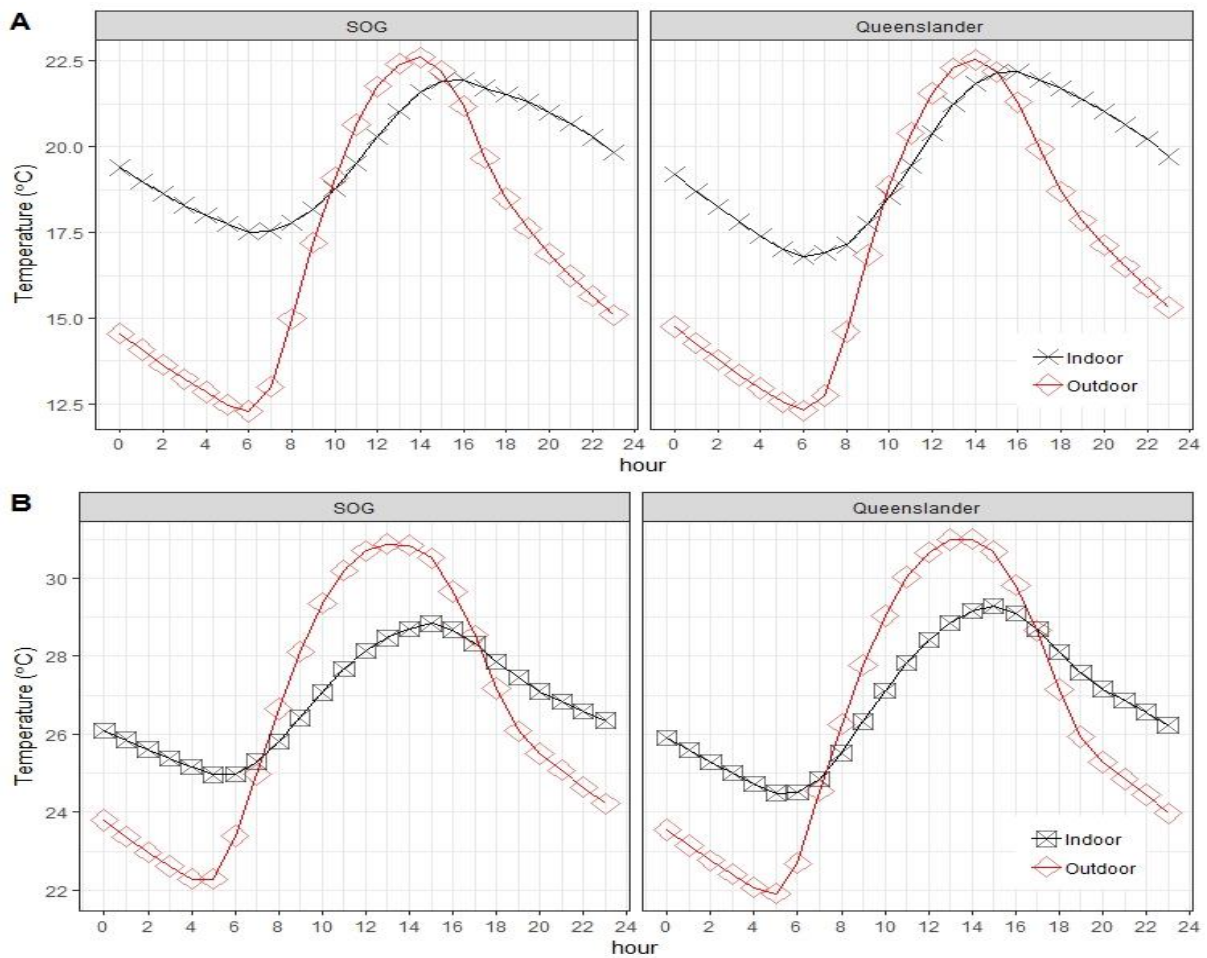 A
SOG
Queenslander
Temperature (°C)
22.5
20.0
17.5
15.0
12.5
Indoor
Outdoor
0 2 4 6 8 10 12 14 16 18 20 22 24
0 2 4 6 8 10 12 14 16 18 20 22 24
hour
B
SOG
Queenslander
Temperature (°C)
30
28
26
24
22
Indoor
Outdoor
0 2 4 6 8 10 12 14 16 18 20 22 24
0 2 4 6 8 10 12 14 16 18 20 22 24
hour